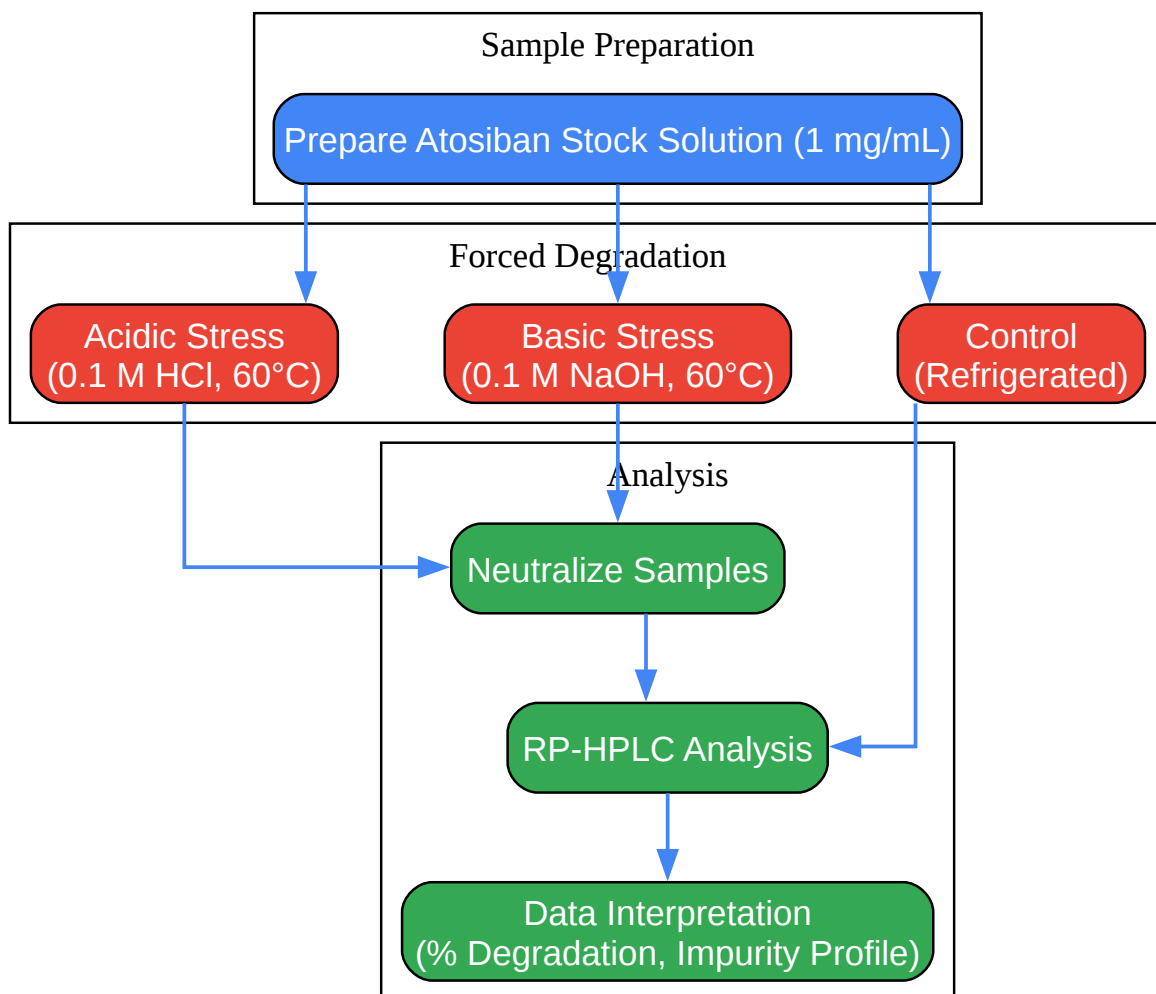 Sample Preparation
Prepare Atosiban Stock Solution (1 mg/mL)
Forced Degradation
Acidic Stress
(0.1 M HCl, 60°C)
Basic Stress
(0.1 M NaOH, 60°C)
Control
(Refrigerated)
Analysis
Neutralize Samples
RP-HPLC Analysis
Data Interpretation
(% Degradation, Impurity Profile)